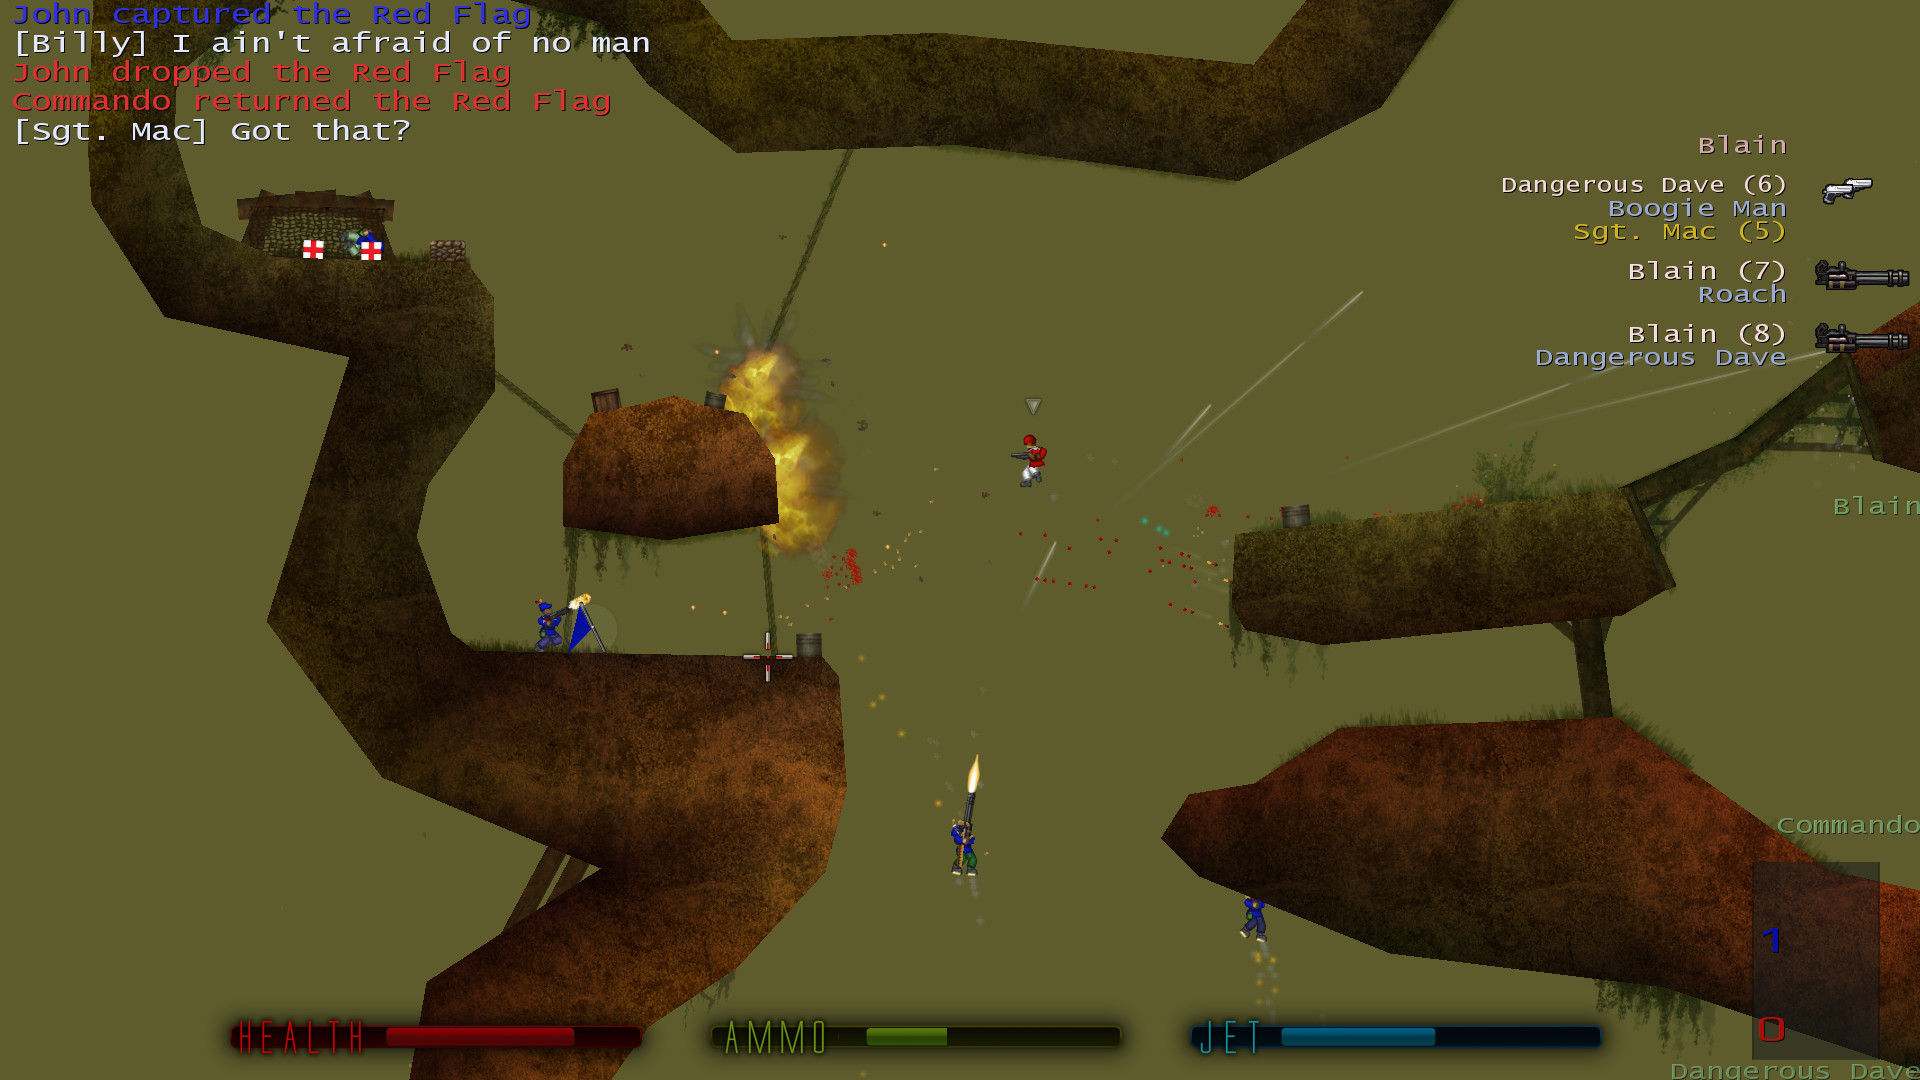 John captured the Red Flag
[Billy] I ain't afraid of no man
John dropped the Red Flag
Commando returned the Red Flag
[Sgt. Mac] Got that?
Blain
Dangerous Dave (6)
Boogie Man
Sgt. Mac (5)
Blain (7)
Roach
Blain (8)
Dangerous Dave
Blain
Commando
1
0
HEALTH
AMMO
JET
Dangerous Dave